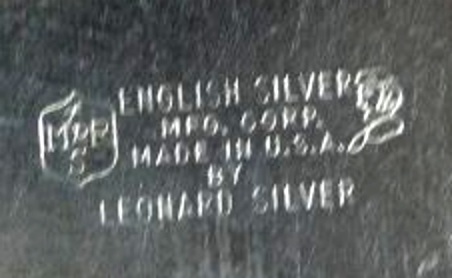 ENGLISH SILVER
MFG. CORP.
MADE IN U.S.A.
BY
LEONARD SILVER